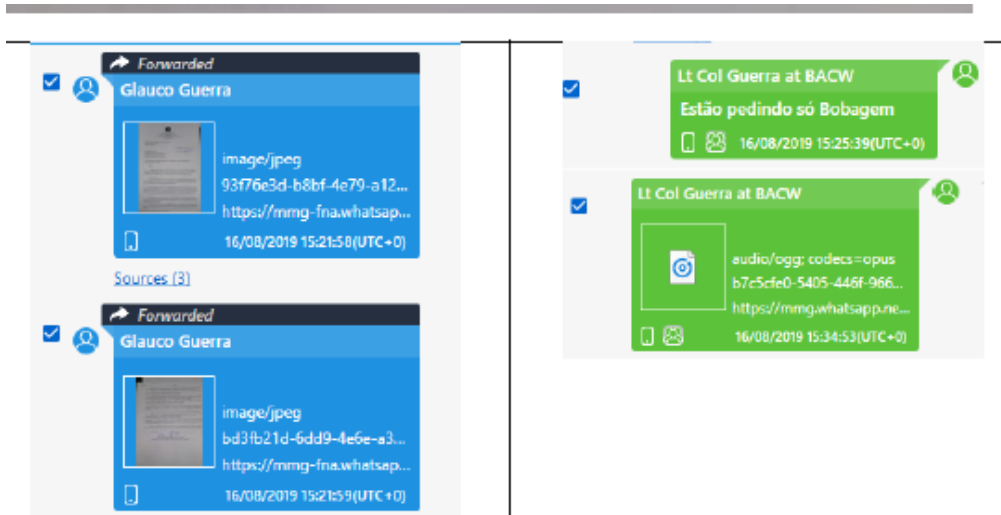 Forwarded
Glauco Guerra
image/jpeg
93f76e3d-b8bf-4e79-a12...
https://mmg-fna.whatsap...
16/08/2019 15:21:58(UTC+0)
Sources (3)
Forwarded
Glauco Guerra
image/jpeg
bd3fb21d-6dd9-4e6e-a3...
https://mmg-fna.whatsap...
16/08/2019 15:21:59(UTC+0)
Lt Col Guerra at BACW
Estão pedindo só Bobagem
16/08/2019 15:25:39(UTC+0)
Lt Col Guerra at BACW
audio/ogg; codecs=opus
b7c5cfe0-5405-446f-966...
https://mmg.whatsapp.ne...
16/08/2019 15:34:53(UTC+0)